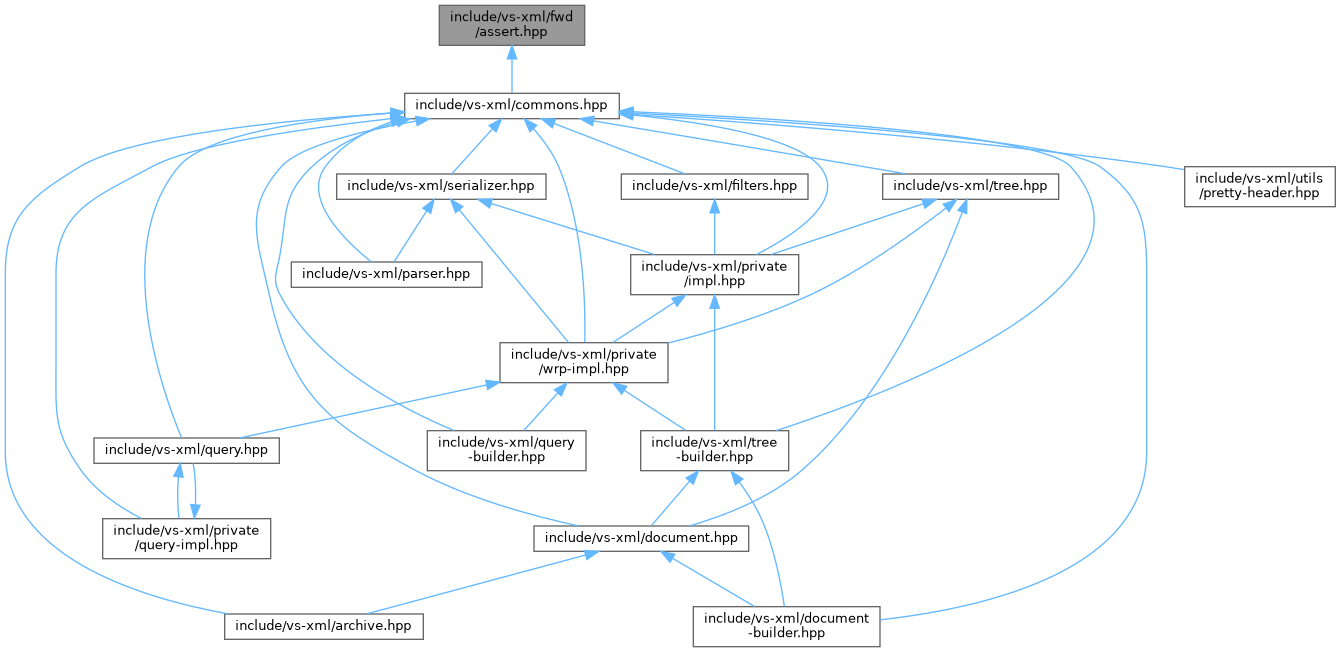 include/vs-xml/fwd
/assert.hpp
include/vs-xml/commons.hpp
include/vs-xml/serializer.hpp
include/vs-xml/filters.hpp
include/vs-xml/tree.hpp
include/vs-xml/utils
/pretty-header.hpp
include/vs-xml/parser.hpp
include/vs-xml/private
/impl.hpp
include/vs-xml/private
/wrp-impl.hpp
include/vs-xml/query.hpp
include/vs-xml/query
-builder.hpp
include/vs-xml/tree
-builder.hpp
include/vs-xml/private
/query-impl.hpp
include/vs-xml/document.hpp
include/vs-xml/archive.hpp
include/vs-xml/document
-builder.hpp